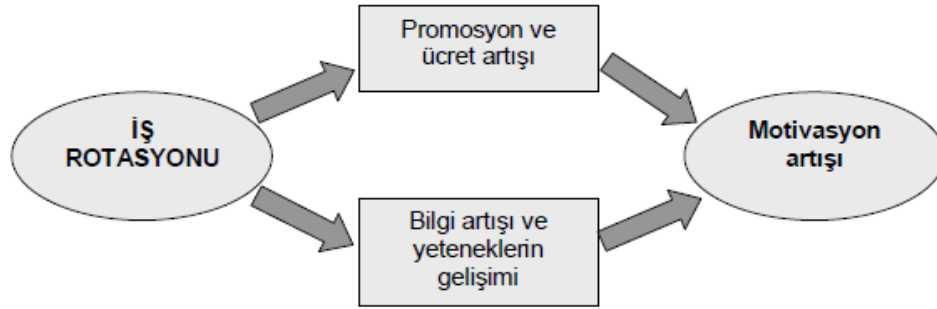 Promosyon ve
ücret artışı
İŞ
ROTASYONU
Motivasyon
artışı
Bilgi artışı ve
yeteneklerin
gelişimi